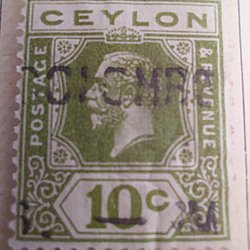 CEYLON
POSTAGE
& REVENUE
10C